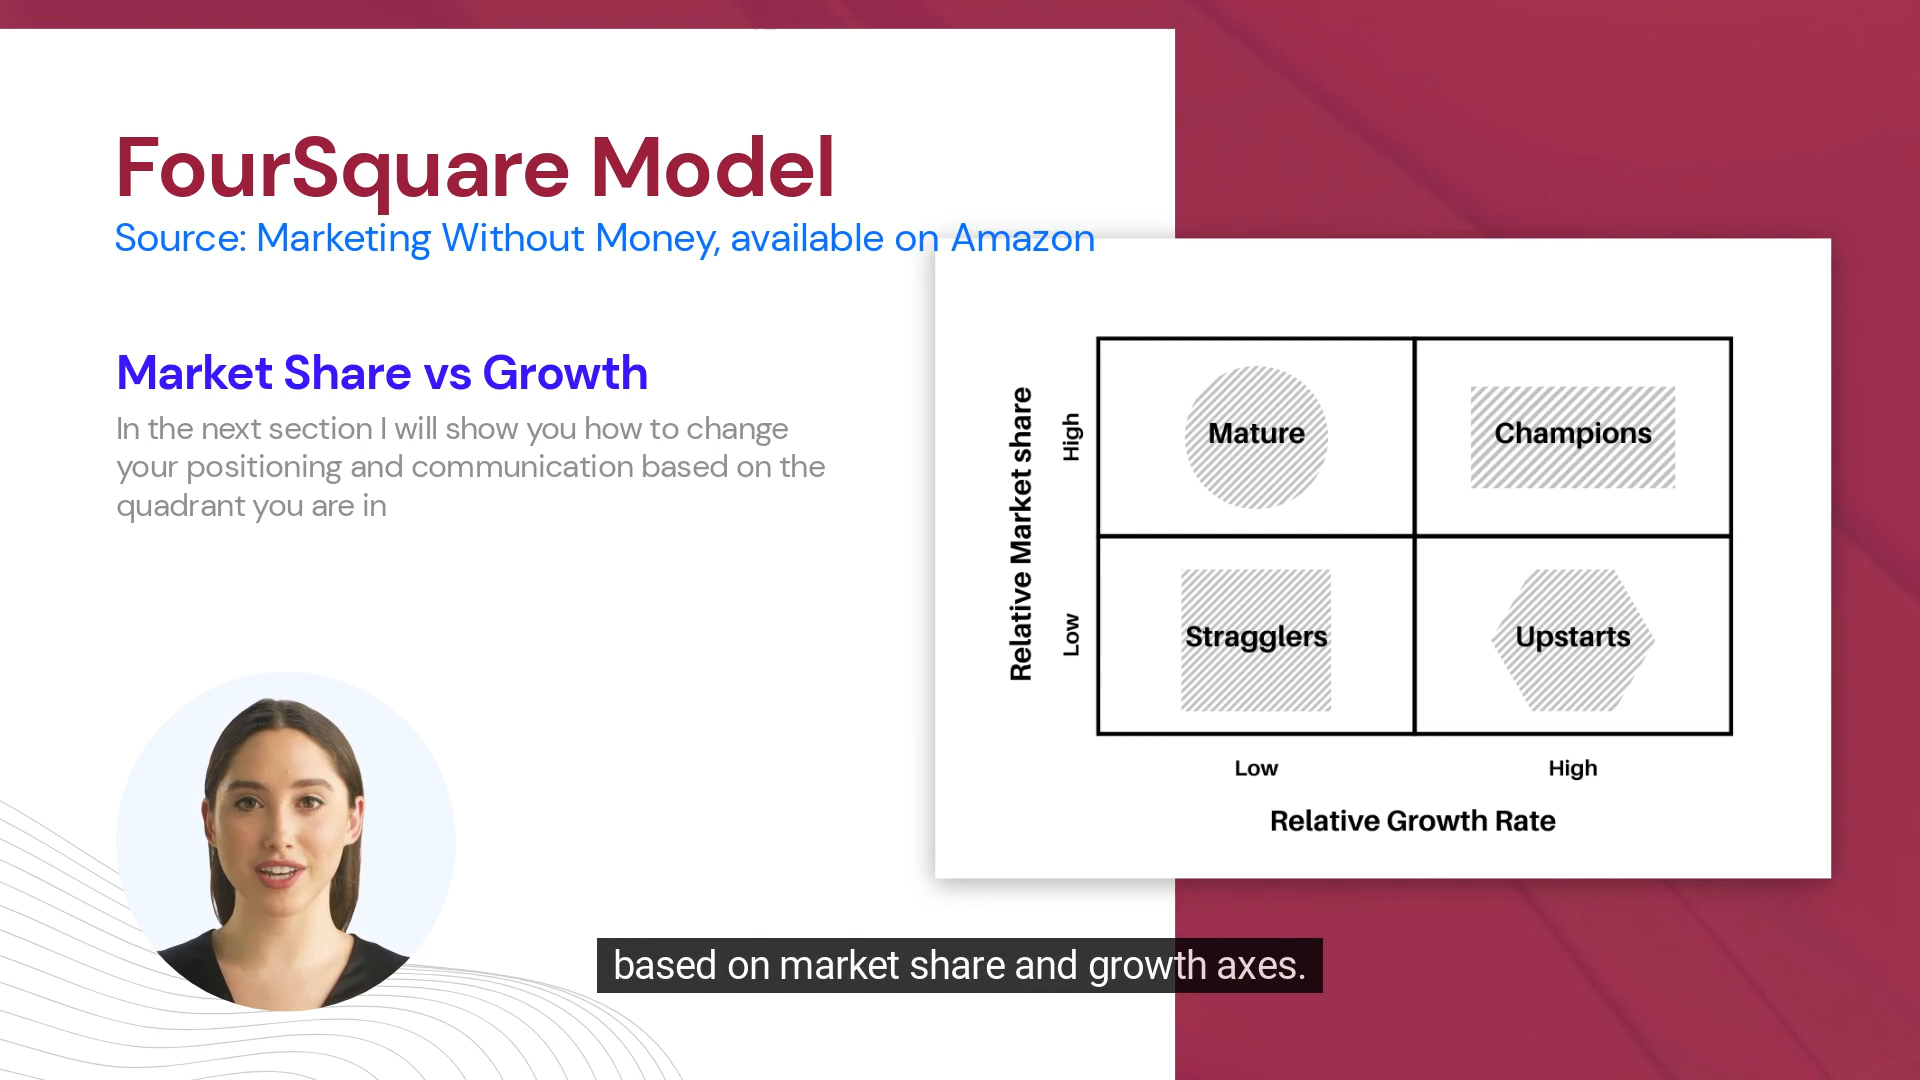 FourSquare Model
Source: Marketing Without Money, available on Amazon
Market Share vs Growth
In the next section I will show you how to change
your positioning and communication based on the
quadrant you are in
Relative Market share
High
Low
Mature
Champions
Stragglers
Upstarts
Low
High
Relative Growth Rate
based on market share and growth axes.